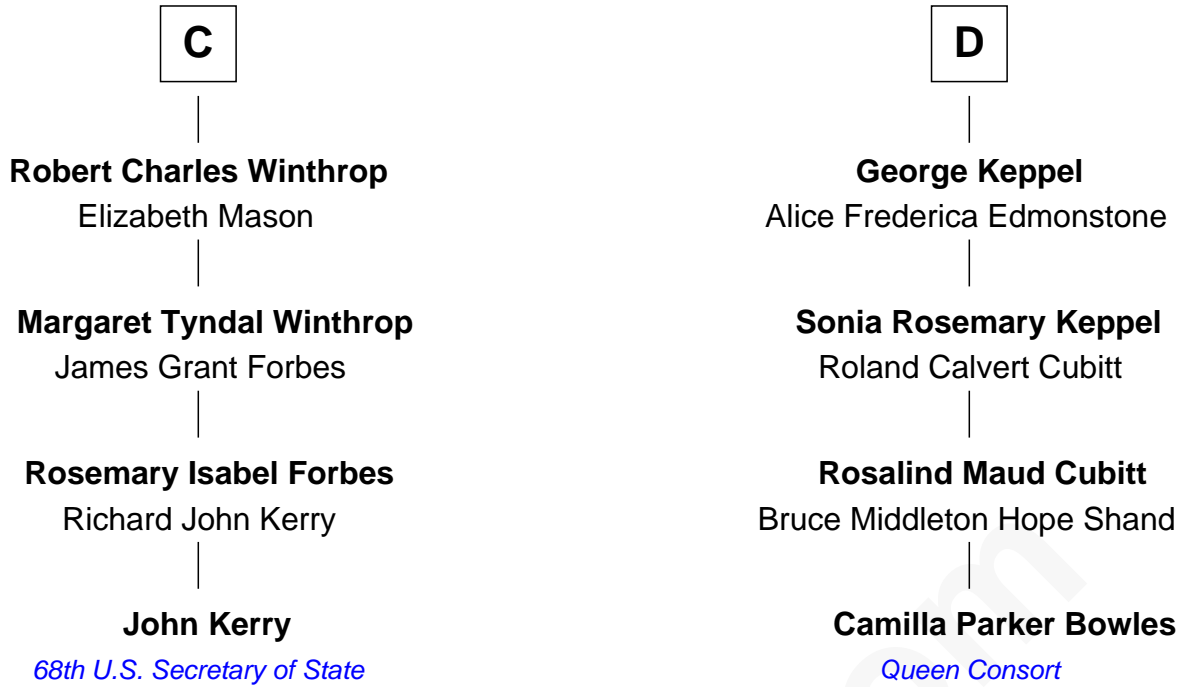 C
Robert Charles Winthrop
Elizabeth Mason
Margaret Tyndal Winthrop
James Grant Forbes
Rosemary Isabel Forbes
Richard John Kerry
John Kerry
68th U.S. Secretary of State
D
George Keppel
Alice Frederica Edmonstone
Sonia Rosemary Keppel
Roland Calvert Cubitt
Rosalind Maud Cubitt
Bruce Middleton Hope Shand
Camilla Parker Bowles
Queen Consort